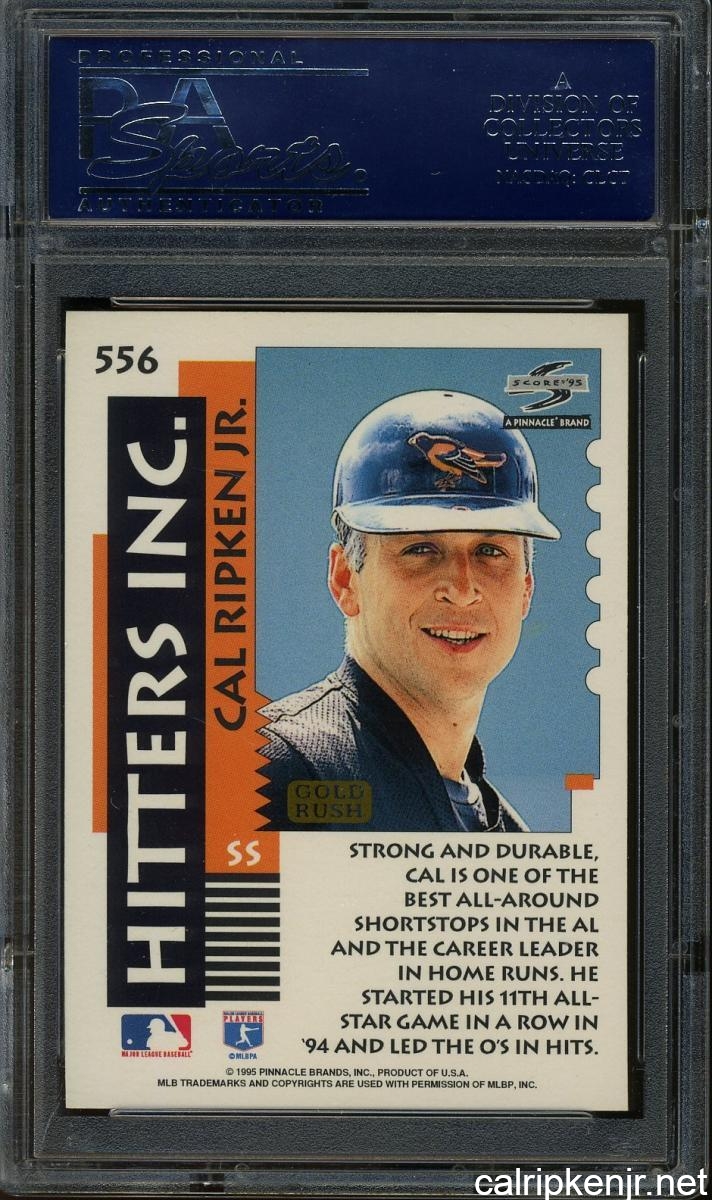 PROFESSIONAL
PSA
Sports.
AUTHENTICATOR
A
DIVISION OF
COLLECTORS
UNIVERSE
NASDAQ: CLCT
556
HITTERS INC.
CAL RIPKEN JR.
SCORE®'95
A PINNACLE® BRAND
GOLD
RUSH
SS
STRONG AND DURABLE,
CAL IS ONE OF THE
BEST ALL-AROUND
SHORTSTOPS IN THE AL
AND THE CAREER LEADER
IN HOME RUNS. HE
STARTED HIS 11TH ALL-
STAR GAME IN A ROW IN
'94 AND LED THE O'S IN HITS.
MAJOR LEAGUE BASEBALL
MAJOR LEAGUE BASEBALL
PLAYERS
©MLBPA
© 1995 PINNACLE BRANDS, INC., PRODUCT OF U.S.A.
MLB TRADEMARKS AND COPYRIGHTS ARE USED WITH PERMISSION OF MLBP, INC.
calripkenjr.net